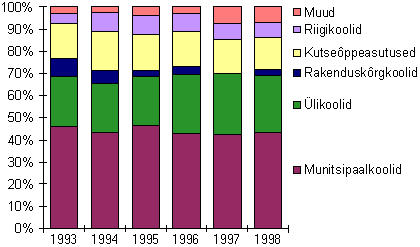 100%
90%
80%
70%
60%
50%
40%
30%
20%
10%
0%
1993 1994 1995 1996 1997 1998
Muud
Riigikoolid
Kutseõppeasutused
Rakenduskõrgkoolid
Ülikoolid
Munitsipaalkoolid